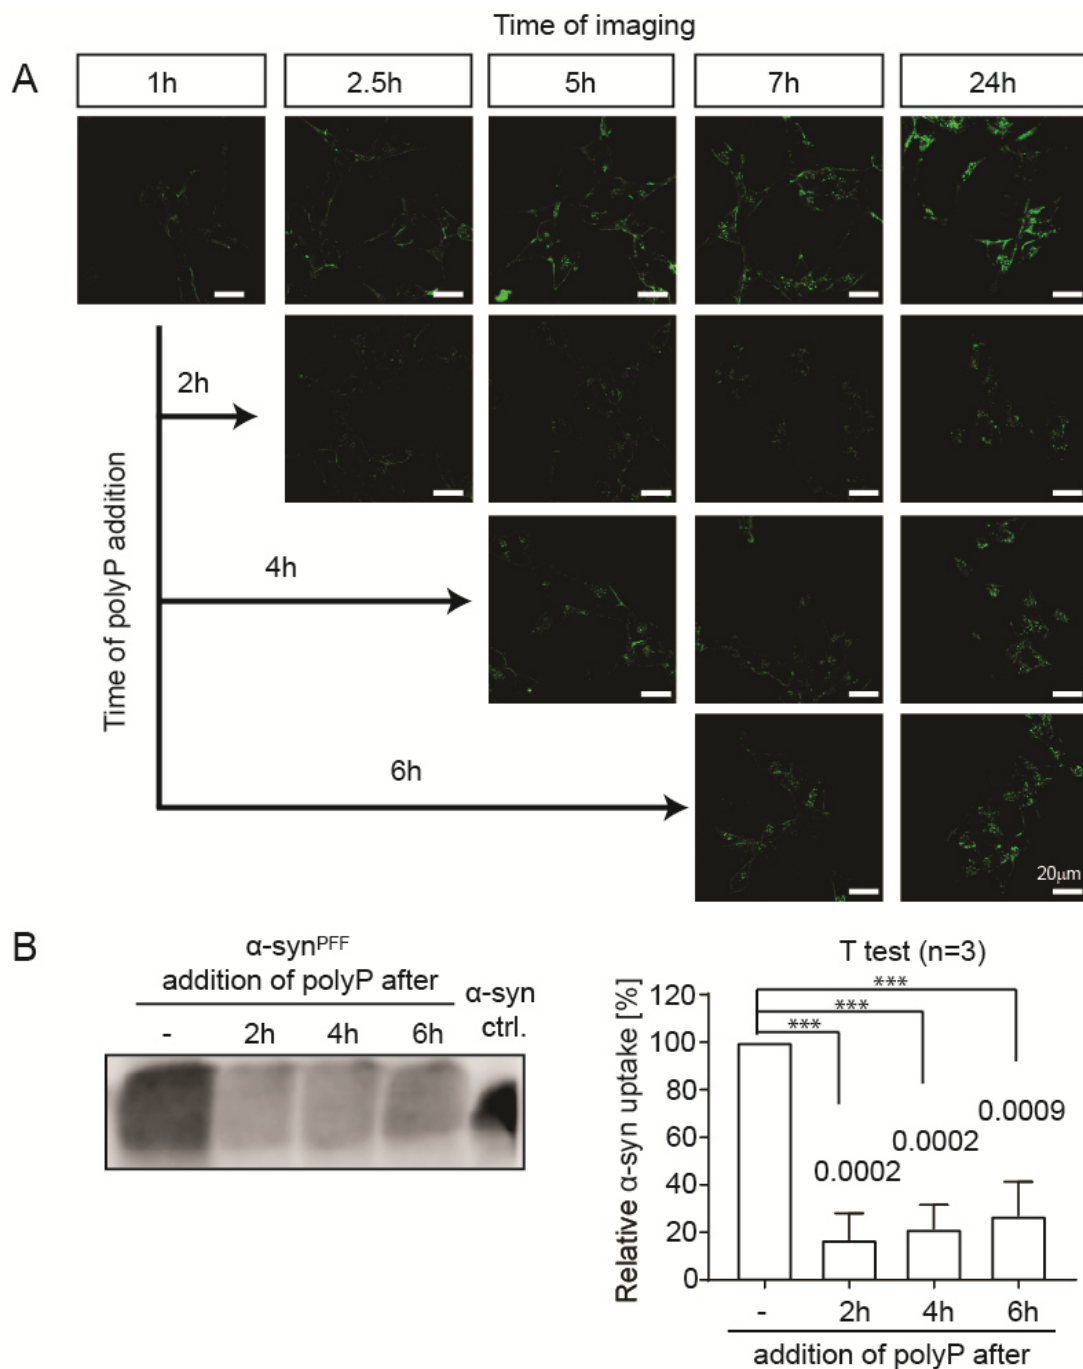 Time of imaging
A
1h 2.5h 5h 7h 24h
Time of polyP addition
2h
4h
6h
20μm
B
α-synPFF
addition of polyP after
α-syn
ctrl.
- 2h 4h 6h
T test (n=3)
Relative α-syn uptake [%]
120
100
80
60
40
20
0
***
***
***
0.0009
0.0002
0.0002
- 2h 4h 6h
addition of polyP after